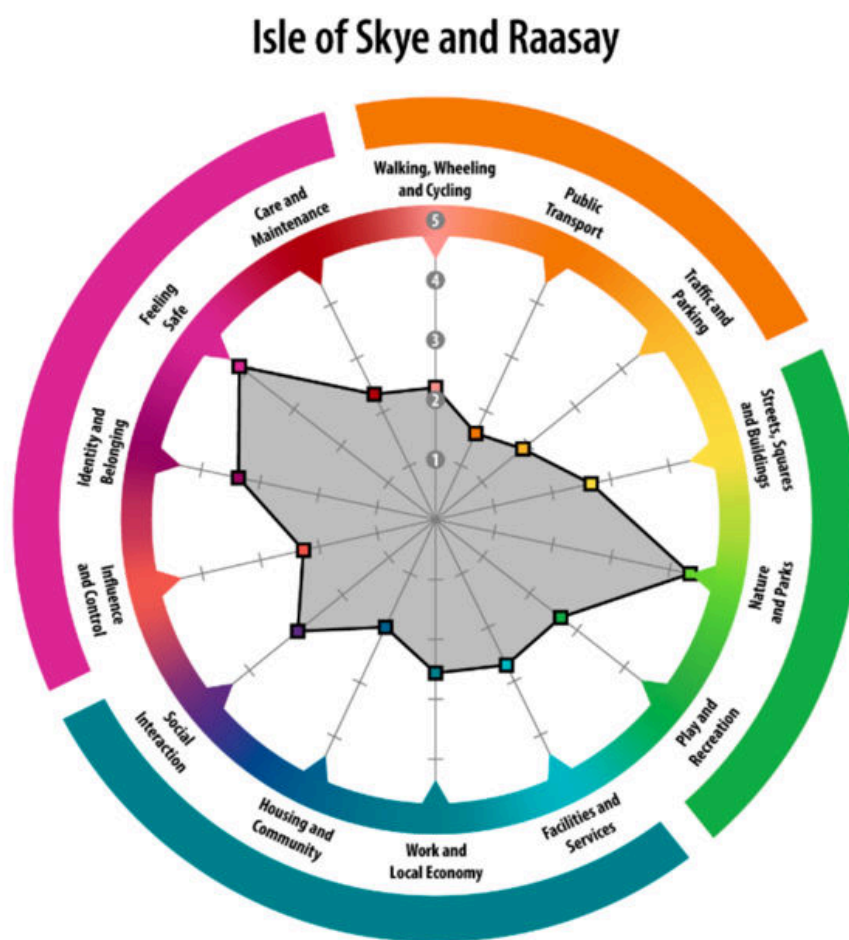 Isle of Skye and Raasay
Walking, Wheeling
and Cycling
Public
Transport
Traffic and
Parking
Streets, Squares
and Buildings
Nature
and Parks
Play and
Recreation
Facilities and
Services
Work and
Local Economy
Housing and
Community
Social
Interaction
Influence
and Control
Identity and
Belonging
Feeling
Safe
Care and
Maintenance
5
4
3
2
1